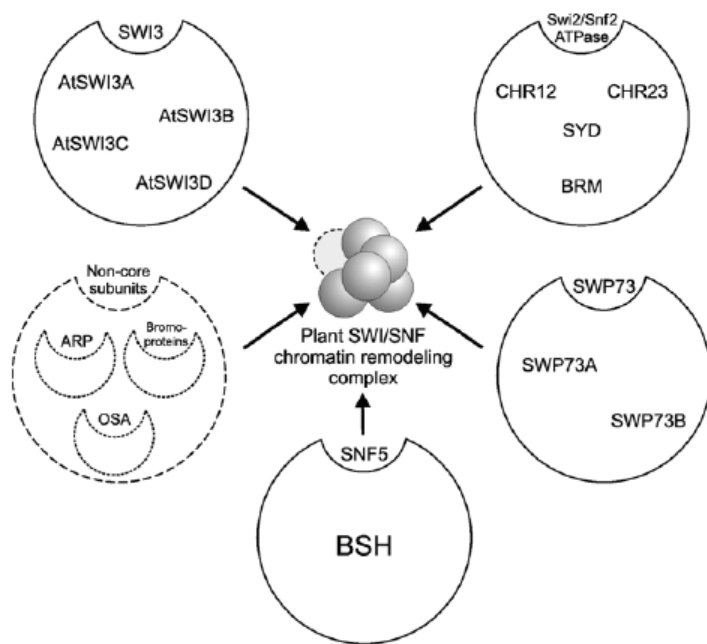 SWI3
AtSWI3A
AtSWI3B
AtSWI3C
AtSWI3D
Swi2/Snf2
ATPase
CHR12
CHR23
SYD
BRM
Non-core
subunits
ARP
Bromo-
proteins
OSA
Plant SWI/SNF
chromatin remodeling
complex
SWP73
SWP73A
SWP73B
SNF5
BSH